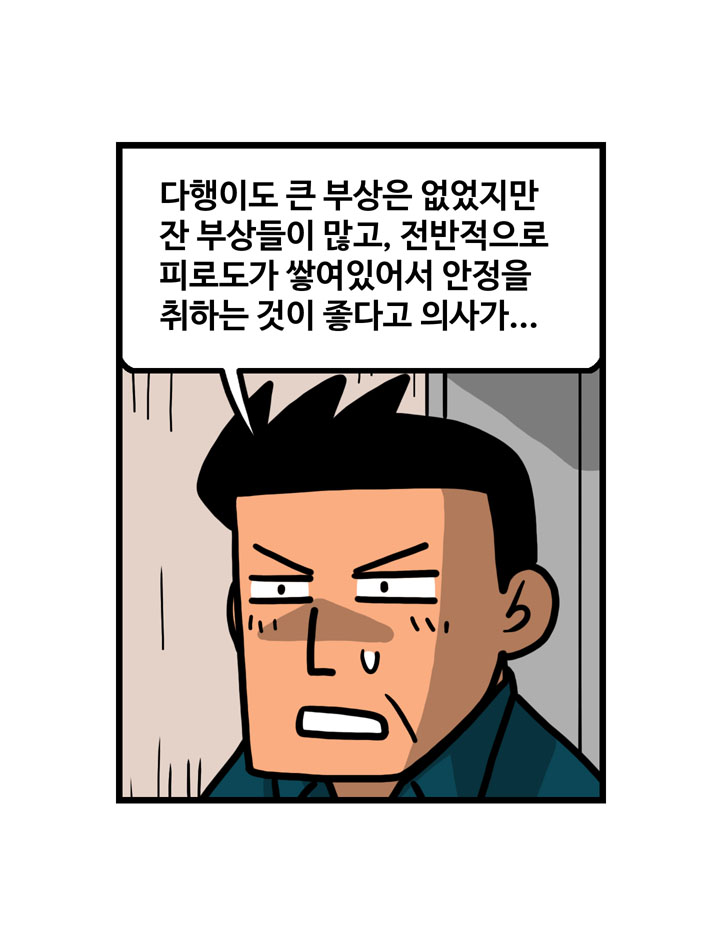 다행이도 큰 부상은 없었지만
잔 부상들이 많고, 전반적으로
피로도가 쌓여있어서 안정을
취하는 것이 좋다고 의사가...